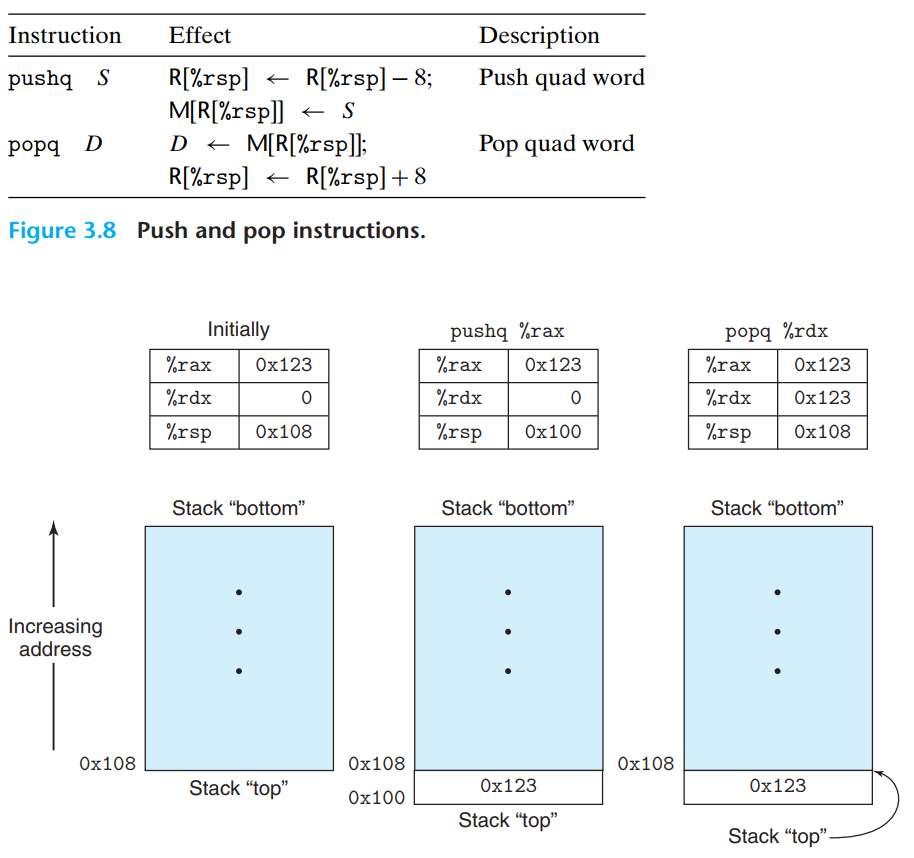 Instruction Effect Description
pushq S R[%rsp] ← R[%rsp] − 8; Push quad word
M[R[%rsp]] ← S
popq D D ← M[R[%rsp]]; Pop quad word
R[%rsp] ← R[%rsp] + 8
Figure 3.8 Push and pop instructions.
Initially pushq %rax popq %rdx
%rax 0x123 %rax 0x123 %rax 0x123
%rdx 0 %rdx 0 %rdx 0x123
%rsp 0x108 %rsp 0x100 %rsp 0x108
Stack “bottom” Stack “bottom” Stack “bottom”
Increasing
address
0x108 0x108 0x108
Stack “top” 0x123 0x123
0x100
Stack “top” Stack “top”